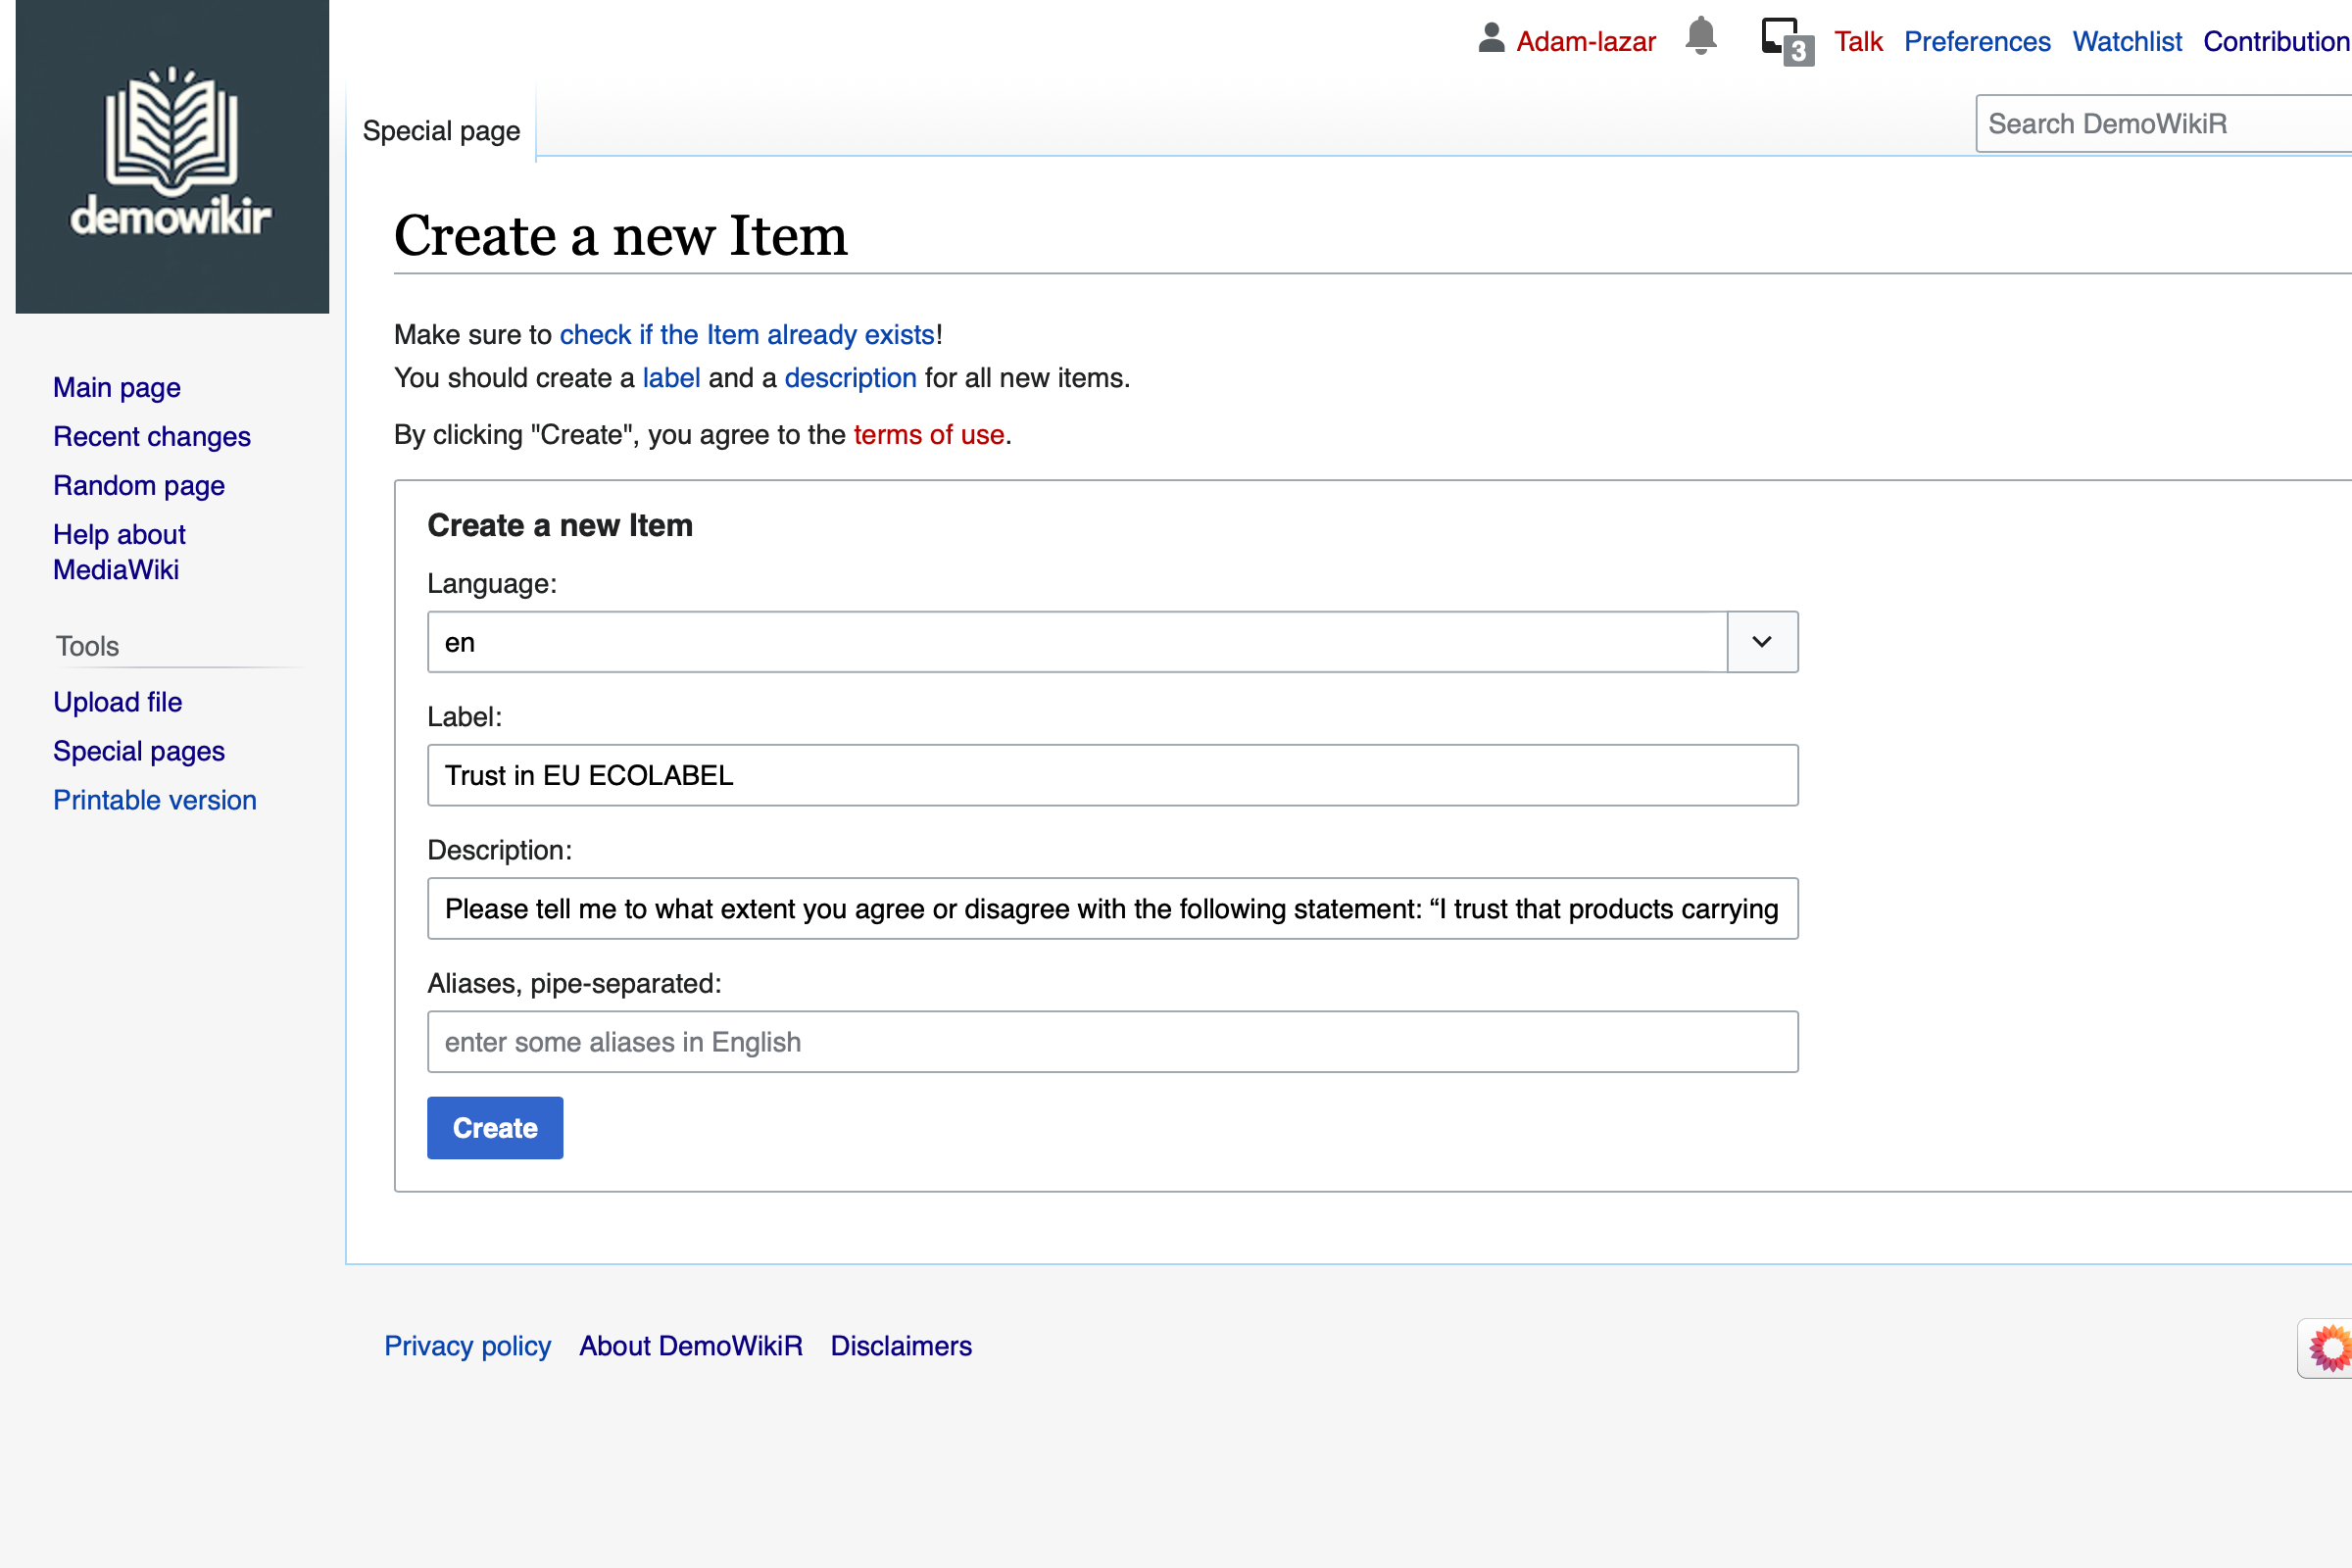 Adam-lazar 3 Talk Preferences Watchlist Contribution
demowikir
Special page
Search DemoWikiR
Create a new Item
Make sure to check if the Item already exists!
You should create a label and a description for all new items.
By clicking "Create", you agree to the terms of use.
Main page
Recent changes
Random page
Help about
MediaWiki
Tools
Upload file
Special pages
Printable version
Create a new Item
Language:
en
Label:
Trust in EU ECOLABEL
Description:
Please tell me to what extent you agree or disagree with the following statement: “I trust that products carrying
Aliases, pipe-separated:
enter some aliases in English
Create
Privacy policy About DemoWikiR Disclaimers